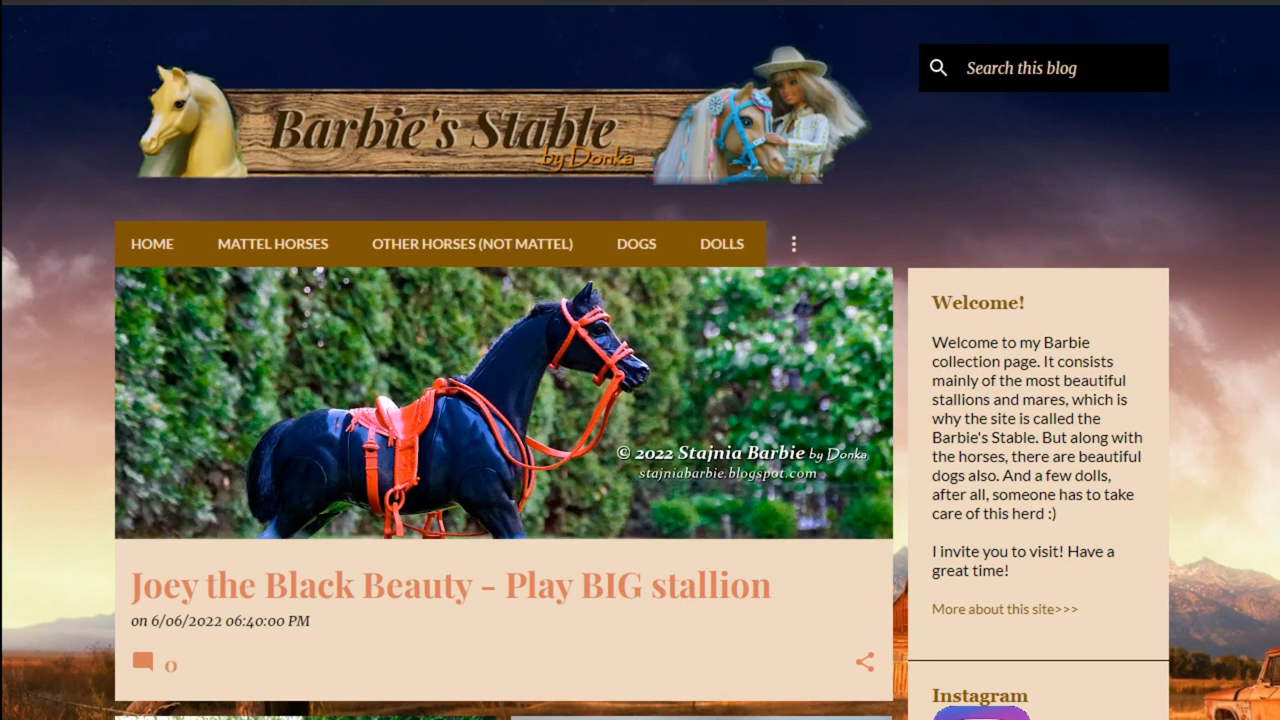 Barbie's Stable
by Donka
Search this blog
HOME
MATTEL HORSES
OTHER HORSES (NOT MATTEL)
DOGS
DOLLS
© 2022 Stajnia Barbie by Donka
stajniabarbie.blogspot.com
Joey the Black Beauty - Play BIG stallion
on 6/06/2022 06:40:00 PM
0
Welcome!
Welcome to my Barbie
collection page. It consists
mainly of the most beautiful
stallions and mares, which is
why the site is called the
Barbie's Stable. But along with
the horses, there are beautiful
dogs also. And a few dolls,
after all, someone has to take
care of this herd :)
I invite you to visit! Have a
great time!
More about this site>>>
Instagram